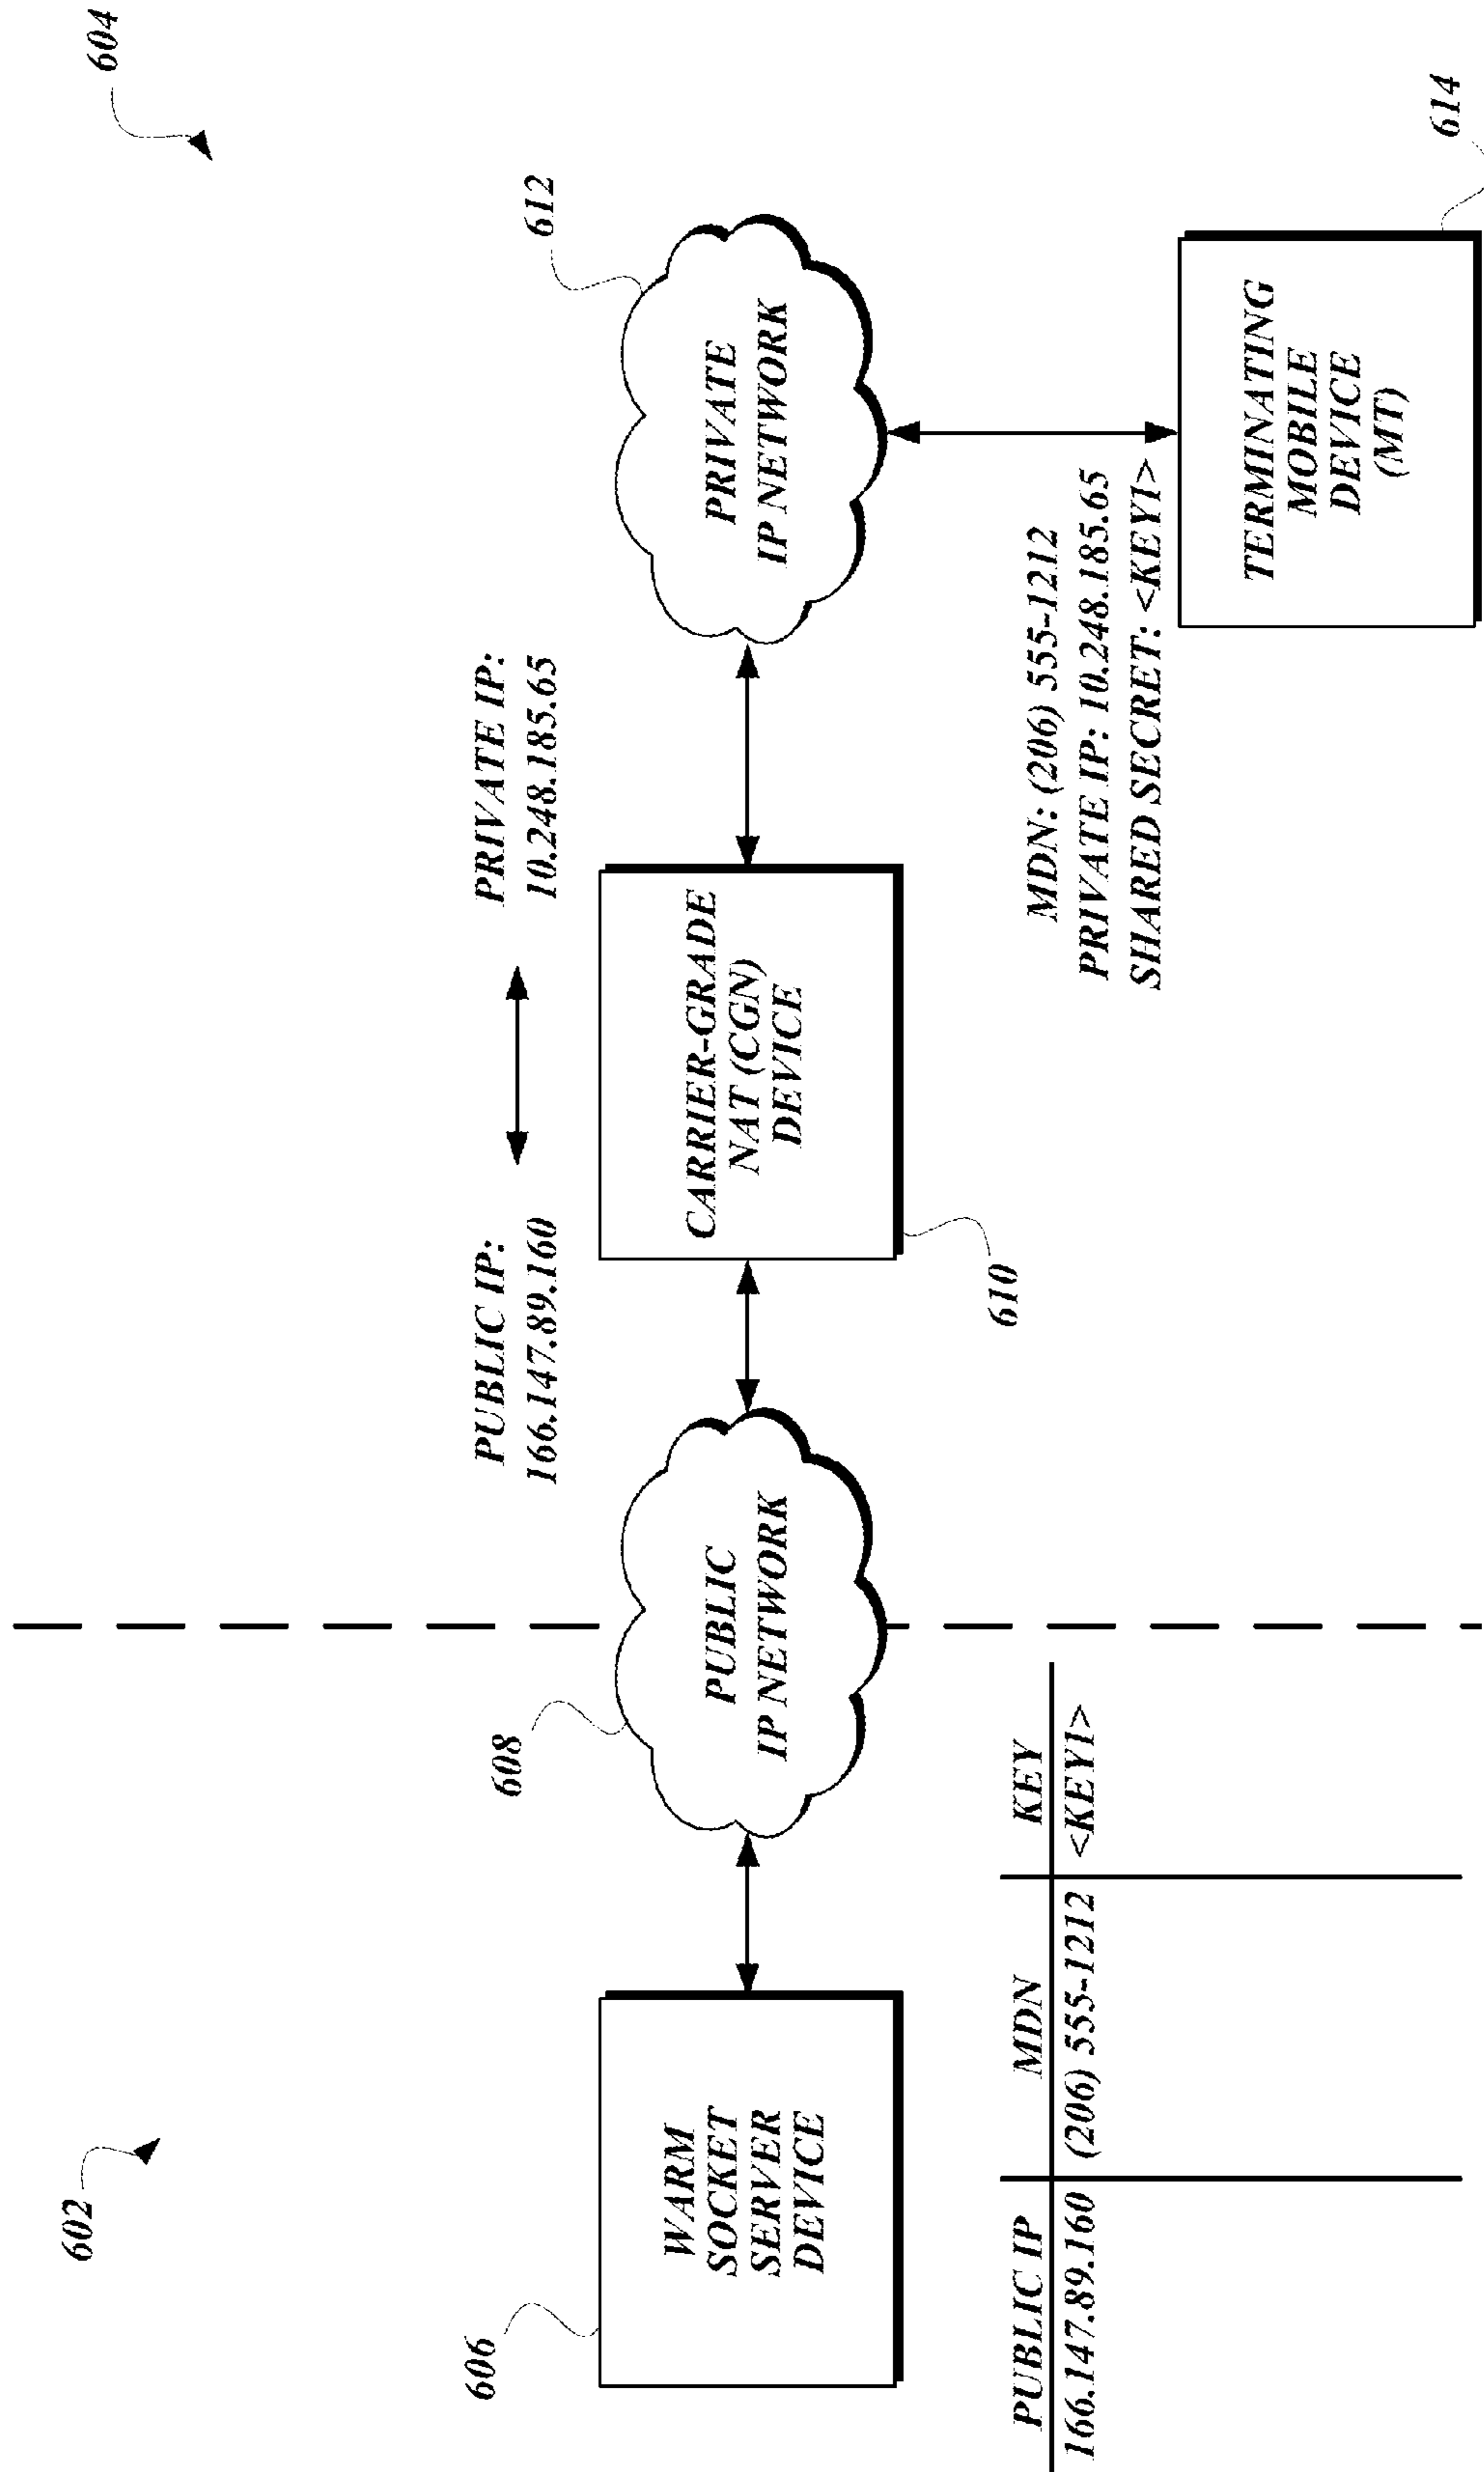 602
604
606
WARM
SOCKET
SERVER
DEVICE
608
PUBLIC
IP NETWORK
PUBLIC IP:
166.147.89.160
PRIVATE IP:
10.248.185.65
CARRIER-GRADE
NAT (CGN)
DEVICE
610
612
PRIVATE
IP NETWORK
PUBLIC IP MDN KEY
166.147.89.160 (206) 555-1212 <KEY1>
MDN: (206) 555-1212
PRIVATE IP: 10.248.185.65
SHARED SECRET: <KEY1>
TERMINATING
MOBILE
DEVICE
(MT)
614